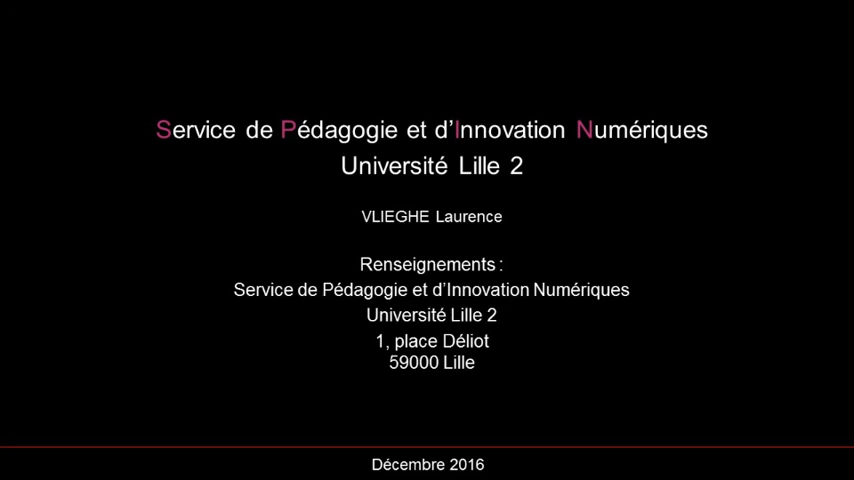 Service de Pédagogie et d’Innovation Numériques
Université Lille 2
VLIEGHE Laurence
Renseignements :
Service de Pédagogie et d’Innovation Numériques
Université Lille 2
1, place Déliot
59000 Lille
Décembre 2016